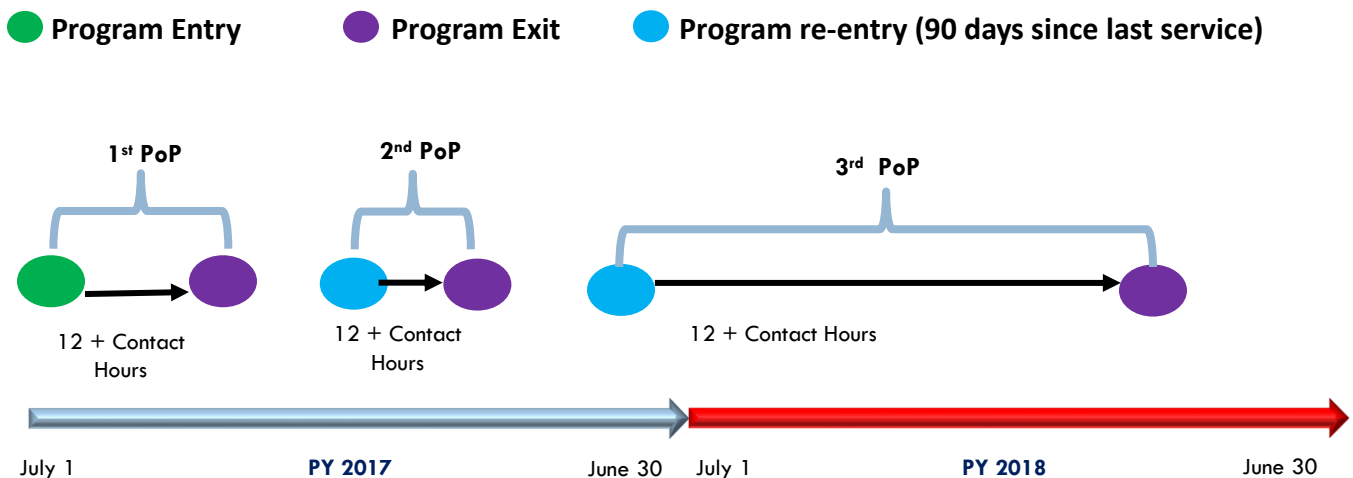 Program Entry
Program Exit
Program re-entry (90 days since last service)
1st PoP
2nd PoP
3rd PoP
12 + Contact
Hours
12 + Contact
Hours
12 + Contact Hours
July 1
PY 2017
June 30
July 1
PY 2018
June 30